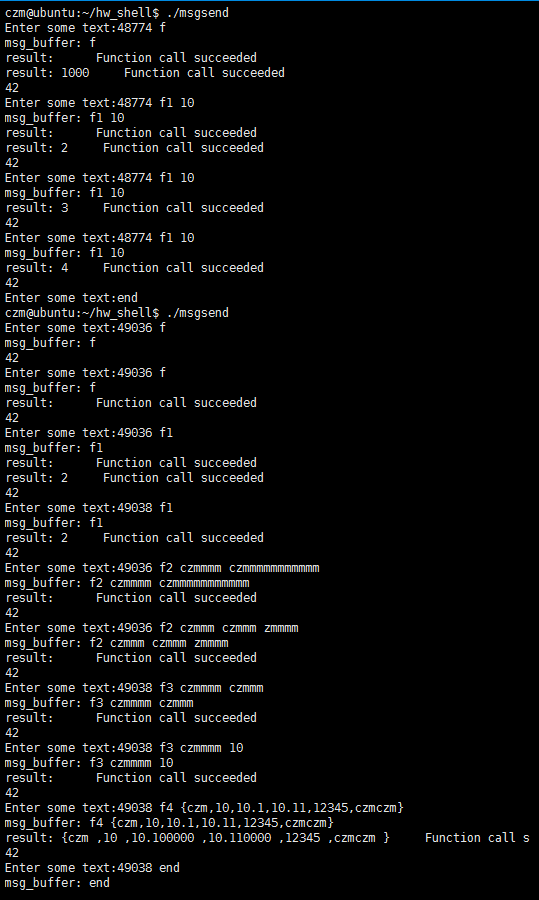 czm@ubuntu:~/hw_shell$ ./msgsend
Enter some text:48774 f
msg_buffer: f
result:      Function call succeeded
result: 1000     Function call succeeded
42
Enter some text:48774 f1 10
msg_buffer: f1 10
result:      Function call succeeded
result: 2     Function call succeeded
42
Enter some text:48774 f1 10
msg_buffer: f1 10
result: 3     Function call succeeded
42
Enter some text:48774 f1 10
msg_buffer: f1 10
result: 4     Function call succeeded
42
Enter some text:end
czm@ubuntu:~/hw_shell$ ./msgsend
Enter some text:49036 f
msg_buffer: f
42
Enter some text:49036 f
msg_buffer: f
result:      Function call succeeded
42
Enter some text:49036 f1
msg_buffer: f1
result:      Function call succeeded
result: 2     Function call succeeded
42
Enter some text:49038 f1
msg_buffer: f1
result: 2     Function call succeeded
42
Enter some text:49036 f2 czmmmm czmmmmmmmmmmm
msg_buffer: f2 czmmmm czmmmmmmmmmmm
result:      Function call succeeded
42
Enter some text:49036 f2 czmmm czmmm zmmmm
msg_buffer: f2 czmmm czmmm zmmmm
result:      Function call succeeded
42
Enter some text:49038 f3 czmmmm czmmm
msg_buffer: f3 czmmmm czmmm
result:      Function call succeeded
42
Enter some text:49038 f3 czmmmm 10
msg_buffer: f3 czmmmm 10
result:      Function call succeeded
42
Enter some text:49038 f4 {czm,10,10.1,10.11,12345,czmczm}
msg_buffer: f4 {czm,10,10.1,10.11,12345,czmczm}
result: {czm ,10 ,10.100000 ,10.110000 ,12345 ,czmczm }     Function call s
42
Enter some text:49038 end
msg_buffer: end